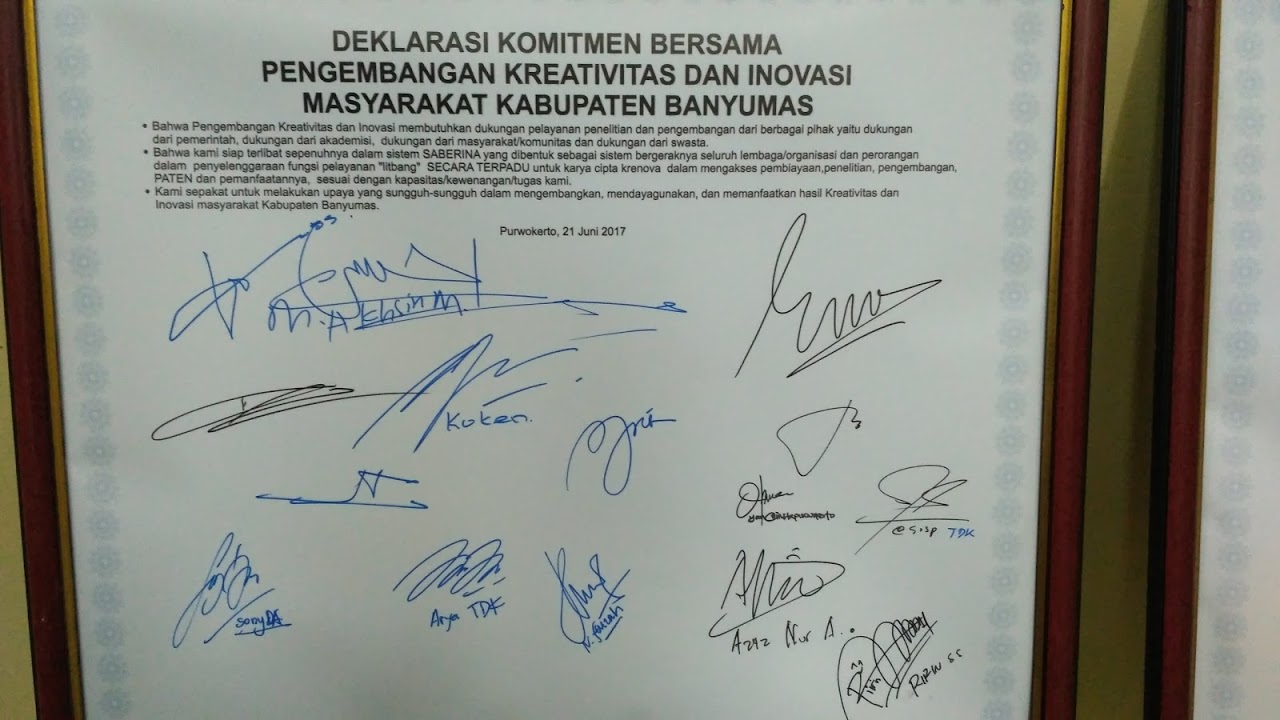 DEKLARASI KOMITMEN BERSAMA
PENGEMBANGAN KREATIVITAS DAN INOVASI
MASYARAKAT KABUPATEN BANYUMAS
• Bahwa Pengembangan Kreativitas dan Inovasi membutuhkan dukungan pelayanan penelitian dan pengembangan dari berbagai pihak yaitu dukungan
dari pemerintah, dukungan dari akademisi, dukungan dari masyarakat/komunitas dan dukungan dari swasta.
• Bahwa kami siap terlibat sepenuhnya dalam sistem SABERINA yang dibentuk sebagai sistem bergeraknya seluruh lembaga/organisasi dan perorangan
dalam penyelenggaraan fungsi pelayanan "litbang" SECARA TERPADU untuk karya cipta krenova dalam mengakses pembiayaan,penelitian, pengembangan,
PATEN dan pemanfaatannya, sesuai dengan kapasitas/kewenangan/tugas kami.
• Kami sepakat untuk melakukan upaya yang sungguh-sungguh dalam mengembangkan, mendayagunakan, dan memanfaatkan hasil Kreativitas dan
Inovasi masyarakat Kabupaten Banyumas.
Purwokerto, 21 Juni 2017
Koken.
TDK
Arya TDK
Aziz Nur A.